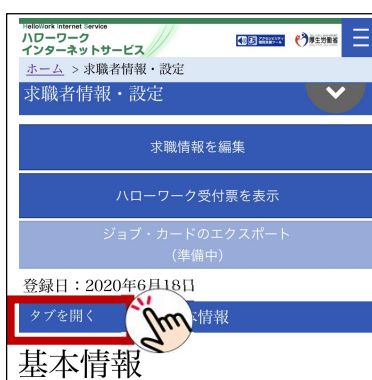 HelloWork Internet Service
ハローワーク
インターネットサービス
厚生労働省
ホーム > 求職者情報・設定
求職者情報・設定
求職情報を編集
ハローワーク受付票を表示
ジョブ・カードのエクスポート
(準備中)
登録日:2020年6月18日
タブを開く 本情報
基本情報